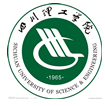 四川理工学院
·1965·
SICHUAN UNIVERSITY OF SCIENCE & ENGINEERING